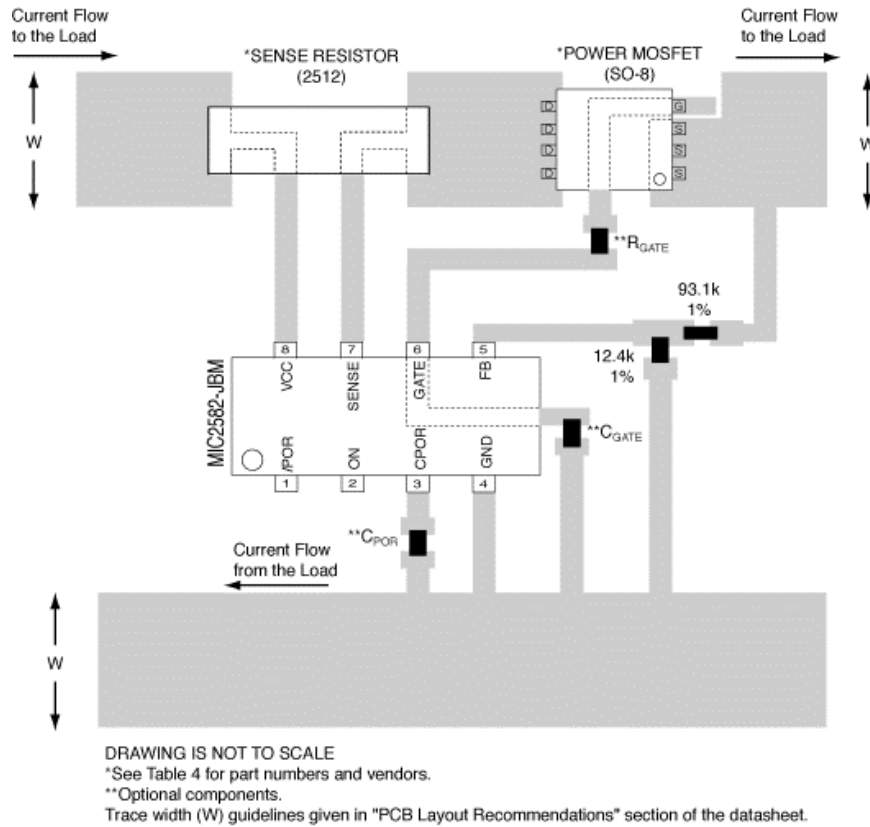 Current Flow
to the Load
*SENSE RESISTOR
(2512)
*POWER MOSFET
(SO-8)
Current Flow
to the Load
W
D
D
D
D
G
S
S
S
W
**RGATE
93.1k
1%
12.4k
1%
8
7
6
5
VCC
SENSE
GATE
FB
MIC2582-JBM
/POR
ON
CPOR
GND
1
2
3
4
**CGATE
**CPOR
Current Flow
from the Load
W
DRAWING IS NOT TO SCALE
*See Table 4 for part numbers and vendors.
**Optional components.
Trace width (W) guidelines given in "PCB Layout Recommendations" section of the datasheet.